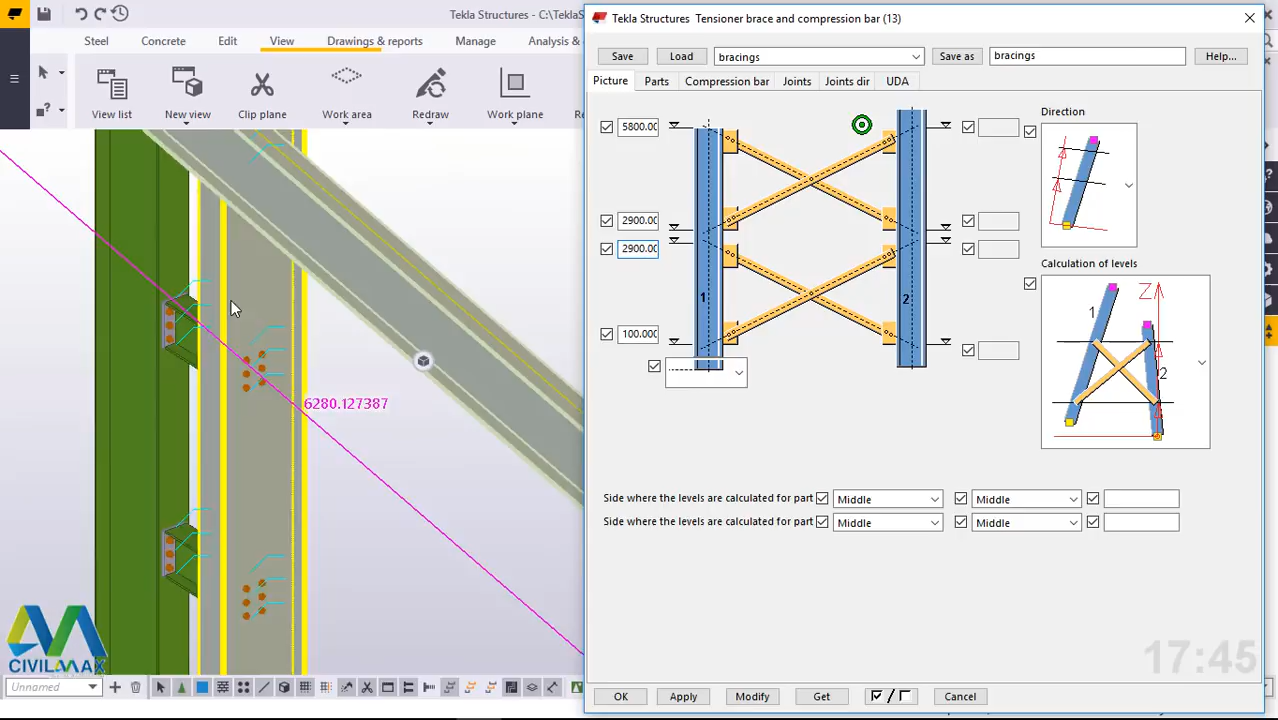 Tekla Structures - C:\TeklaS
Tekla Structures  Tensioner brace and compression bar (13)
Steel
Concrete
Edit
View
Drawings & reports
Manage
Analysis &
View list
New view
Clip plane
Work area
Redraw
Work plane
Save
Load
bracings
Save as
bracings
Help...
Picture
Parts
Compression bar
Joints
Joints dir
UDA
5800.00
2900.00
2900.00
100.000
1
2
Direction
Calculation of levels
Z
1
2
6280.127387
Side where the levels are calculated for part
Middle
Middle
Side where the levels are calculated for part
Middle
Middle
17:45
CIVILMAX
Unnamed
OK
Apply
Modify
Get
/
Cancel